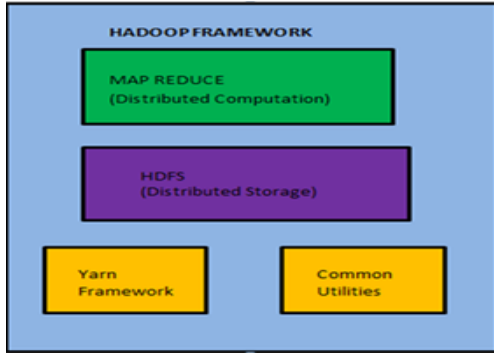 HADOOP FRAMEWORK
MAP REDUCE
(Distributed Computation)
HDFS
(Distributed Storage)
Yarn
Framework
Common
Utilities